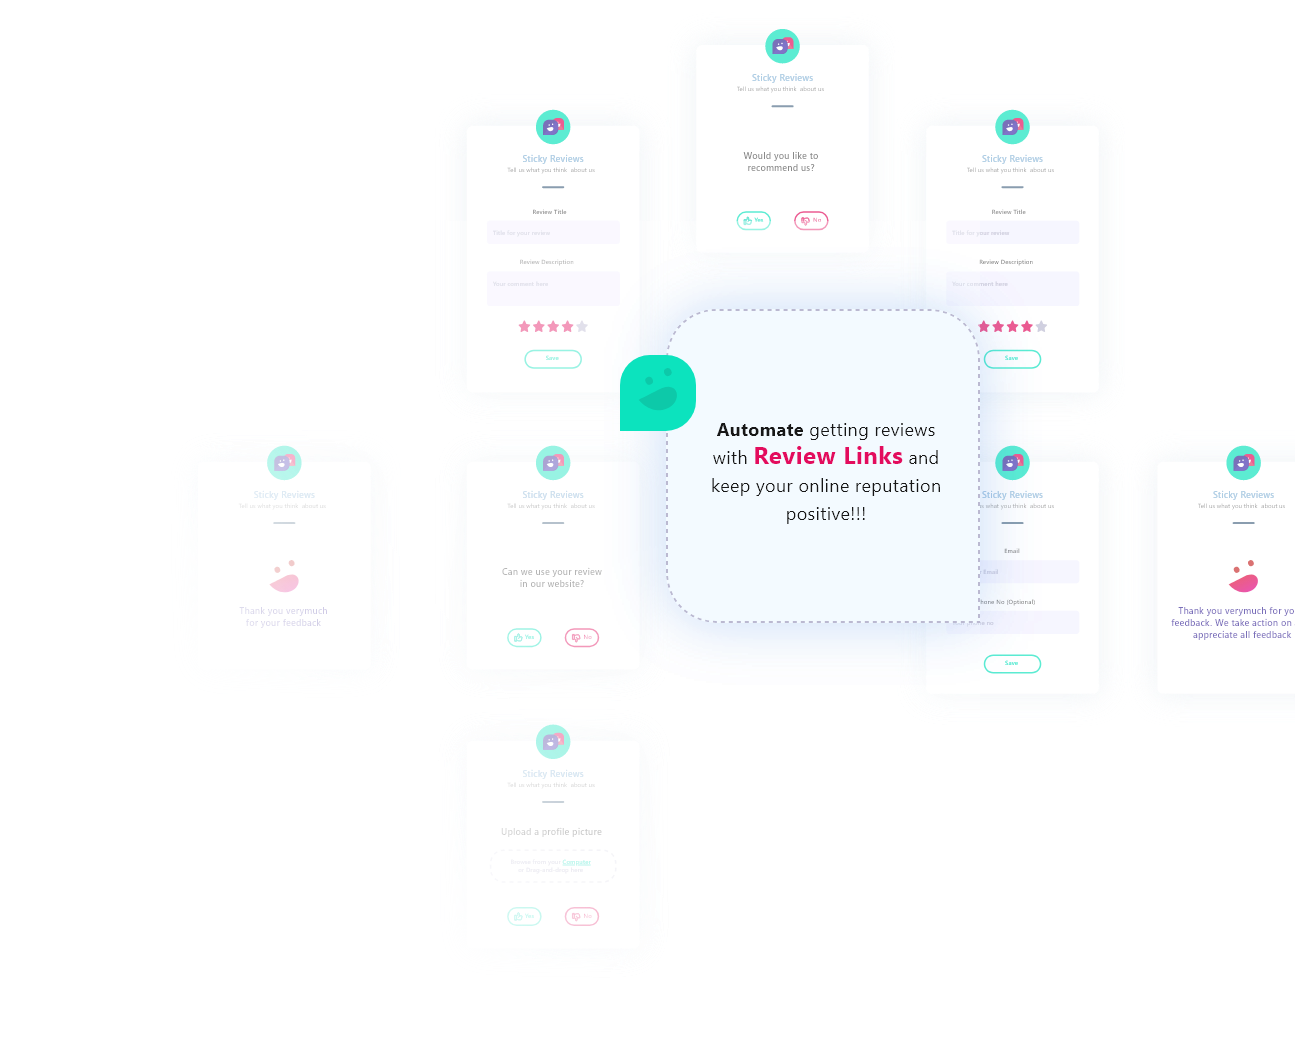 Sticky Reviews
Tell us what you think about us
Would you like to
recommend us?
Yes
No
Sticky Reviews
Tell us what you think about us
Review Title
Title for your review
Review Description
Your comment here
Save
Sticky Reviews
Tell us what you think about us
Review Title
Title for your review
Review Description
Your comment here
Save
Automate getting reviews
with Review Links and
keep your online reputation
positive!!!
Sticky Reviews
Tell us what you think about us
Thank you verymuch
for your feedback
Sticky Reviews
Tell us what you think about us
Can we use your review
in our website?
Yes
No
Sticky Reviews
what you think about us
Email
Email
Phone No (Optional)
phone no
Save
Sticky Reviews
Tell us what you think about us
Thank you verymuch for yo
feedback. We take action on
appreciate all feedback
Sticky Reviews
Tell us what you think about us
Upload a profile picture
Browse from your Computer
or Drag and drop here
Yes
No